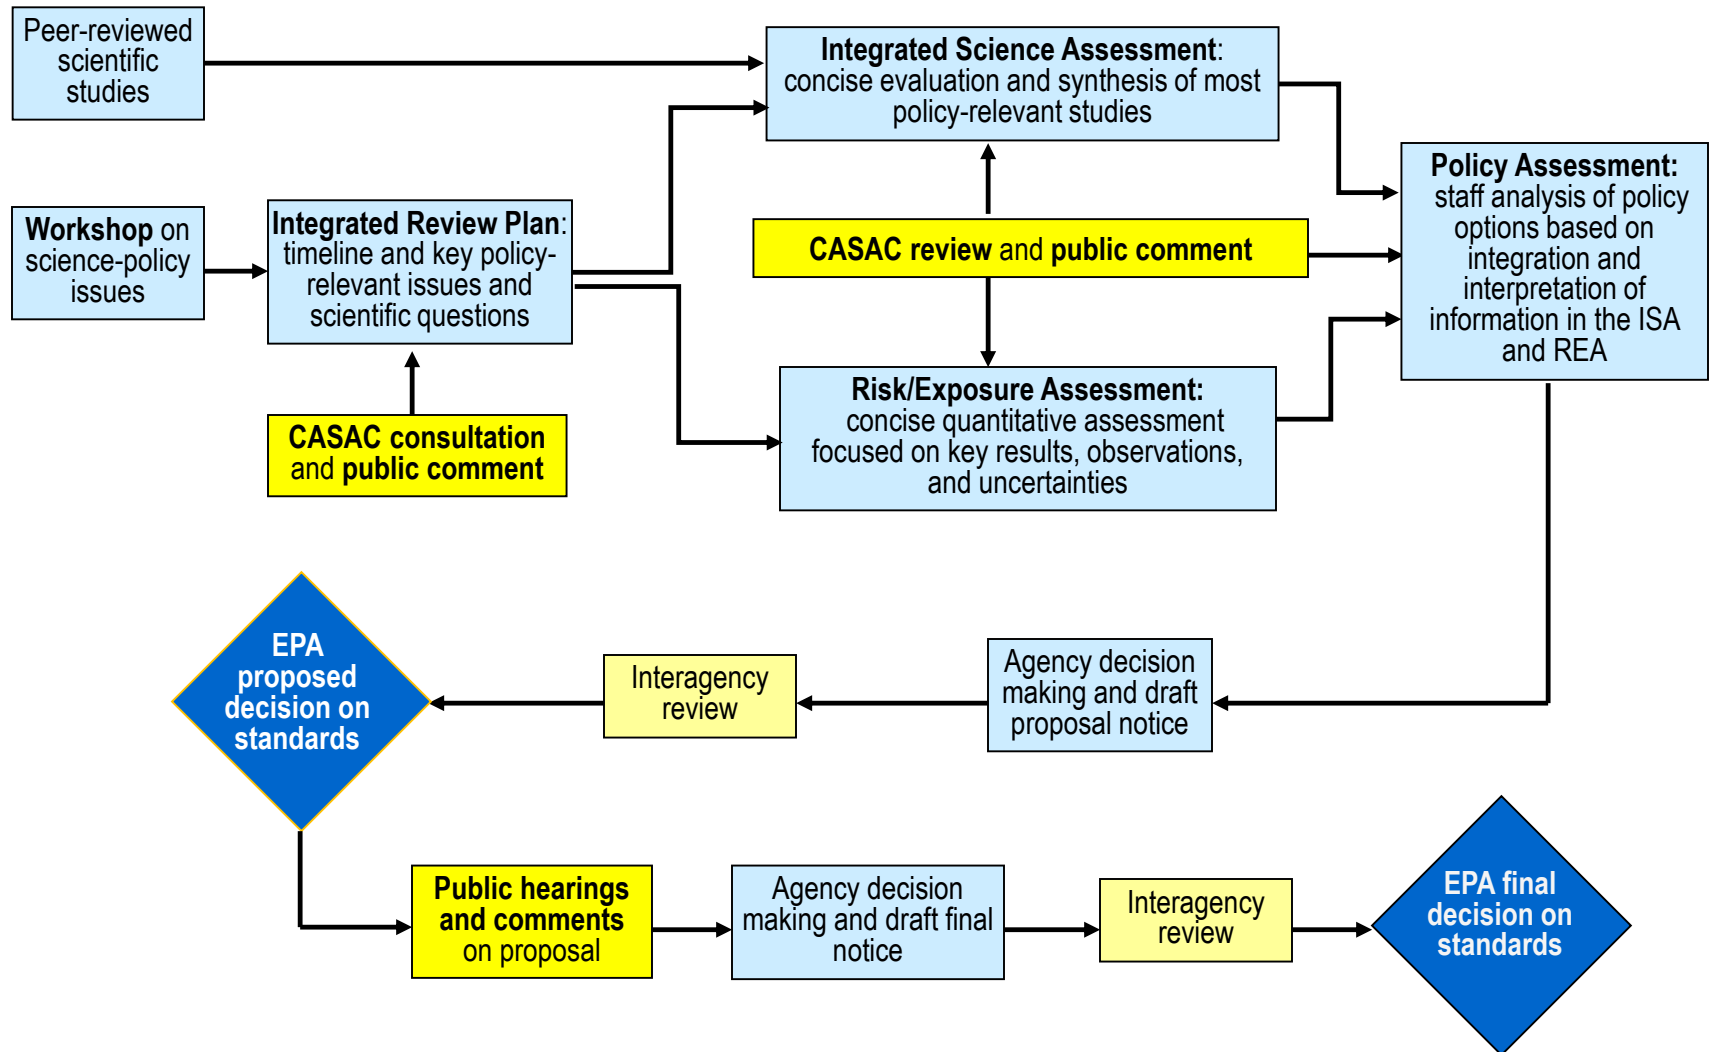 Peer-reviewed
scientific
studies
Integrated Science Assessment:
concise evaluation and synthesis of most
policy-relevant studies
Workshop on
science-policy
issues
Integrated Review Plan:
timeline and key policy-
relevant issues and
scientific questions
CASAC review and public comment
Policy Assessment:
staff analysis of policy
options based on
integration and
interpretation of
information in the ISA
and REA
CASAC consultation
and public comment
Risk/Exposure Assessment:
concise quantitative assessment
focused on key results, observations,
and uncertainties
EPA
proposed
decision on
standards
Interagency
review
Agency decision
making and draft
proposal notice
Public hearings
and comments
on proposal
Agency decision
making and draft final
notice
Interagency
review
EPA final
decision on
standards